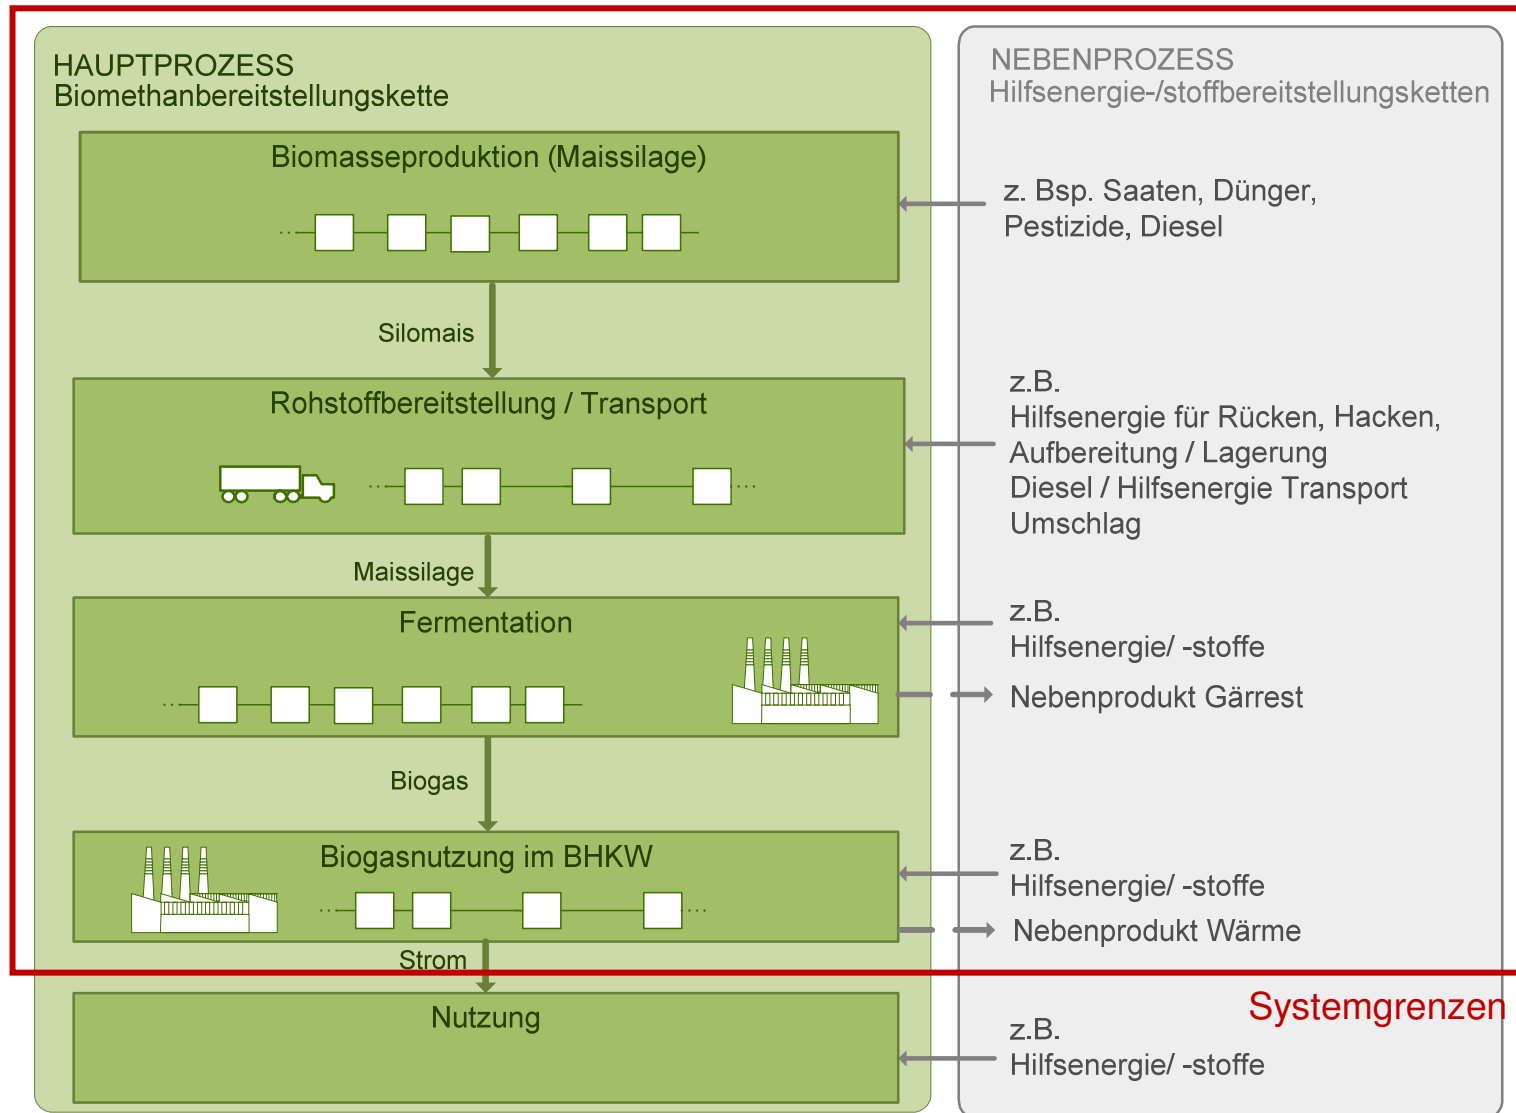 HAUPTPROZESS
Biomethanbereitstellungskette
NEBENPROZESS
Hilfsenergie-/stoffbereitstellungsketten
Biomasseproduktion (Maissilage)
z. Bsp. Saaten, Dünger,
Pestizide, Diesel
Silomais
Rohstoffbereitstellung / Transport
z.B.
Hilfsenergie für Rücken, Hacken,
Aufbereitung / Lagerung
Diesel / Hilfsenergie Transport
Umschlag
Maissilage
Fermentation
z.B.
Hilfsenergie/ -stoffe
Nebenprodukt Gärrest
Biogas
Biogasnutzung im BHKW
z.B.
Hilfsenergie/ -stoffe
Nebenprodukt Wärme
Strom
Systemgrenzen
Nutzung
z.B.
Hilfsenergie/ -stoffe